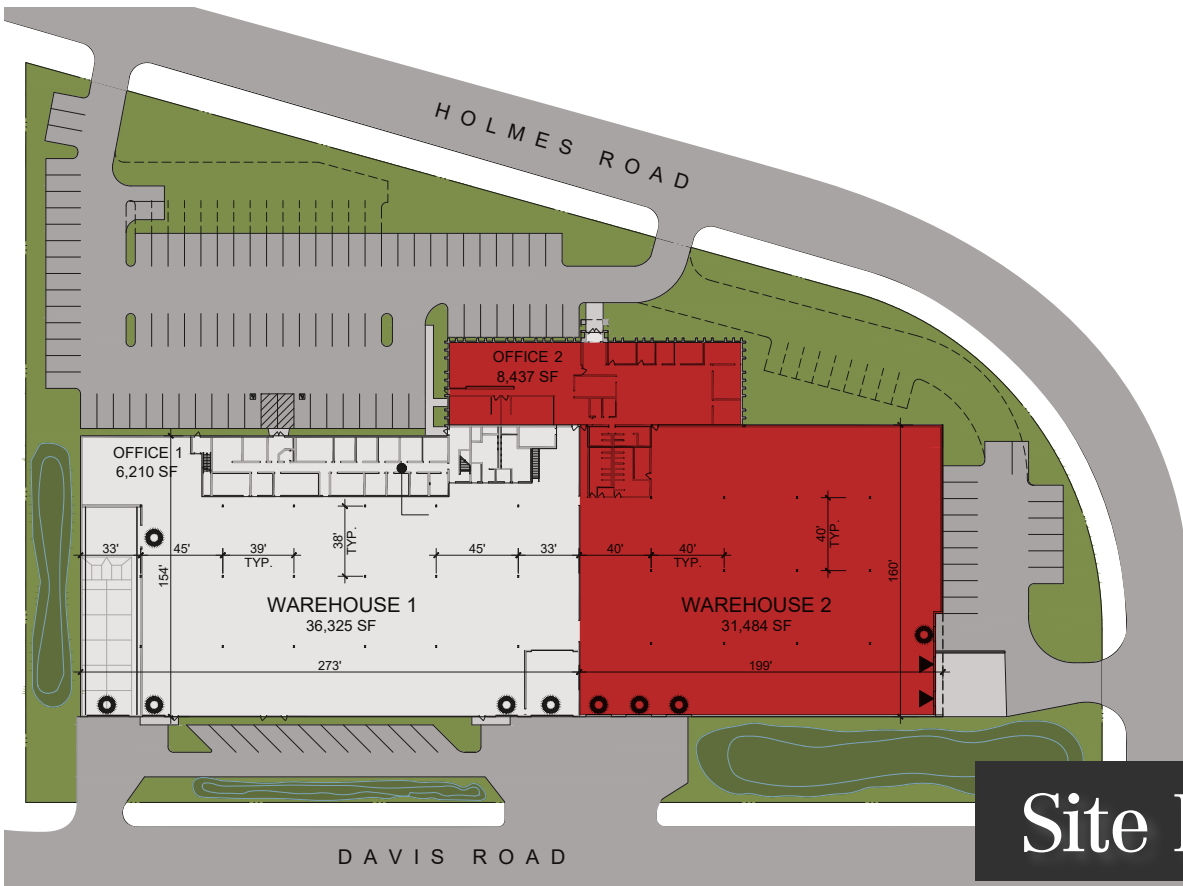 HOLMES ROAD
OFFICE 2
8,437 SF
OFFICE 1
6,210 SF
33'
45'
39'
TYP.
38'
TYP.
45'
33'
40'
40'
TYP.
40'
TYP.
154'
160'
WAREHOUSE 1
36,325 SF
WAREHOUSE 2
31,484 SF
273'
199'
Site
DAVIS ROAD